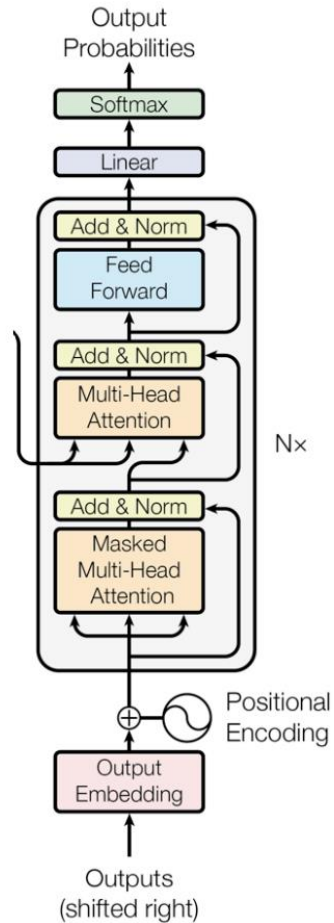 Output
Probabilities
Softmax
Linear
Add & Norm
Feed
Forward
Add & Norm
Multi-Head
Attention
N×
Add & Norm
Masked
Multi-Head
Attention
Positional
Encoding
Output
Embedding
Outputs
(shifted right)